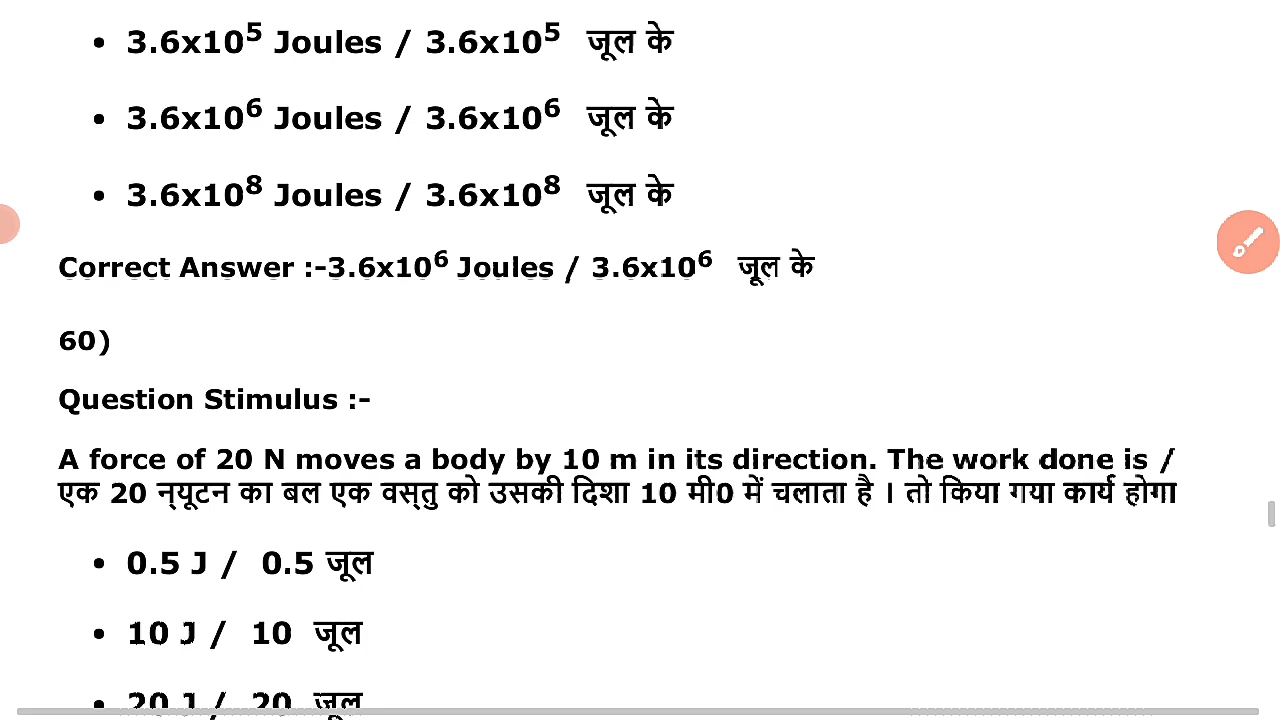 • 3.6x10⁵ Joules / 3.6x10⁵ जूल के
• 3.6x10⁶ Joules / 3.6x10⁶ जूल के
• 3.6x10⁸ Joules / 3.6x10⁸ जूल के
Correct Answer :-3.6x10⁶ Joules / 3.6x10⁶ जूल के
60)
Question Stimulus :-
A force of 20 N moves a body by 10 m in its direction. The work done is /
एक 20 न्यूटन का बल एक वस्तु को उसकी दिशा 10 मी0 में चलाता है । तो किया गया कार्य होगा
• 0.5 J / 0.5 जूल
• 10 J / 10 जूल
• 20 J / 20 जूल